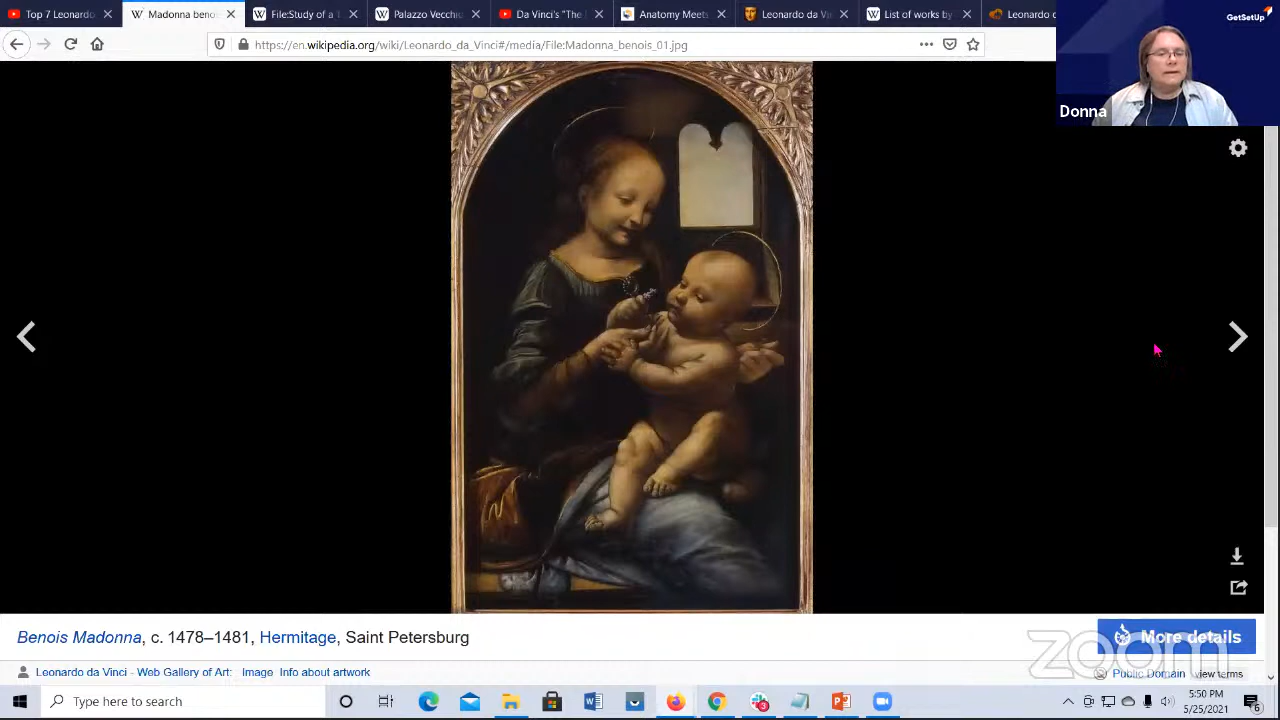 Top 7 Leonardo
Madonna beno
File:Study of a
Palazzo Vecchi
Da Vinci's "The
Anatomy Meets
Leonardo da Vi
List of works by
Leonardo
GetSetUp
https://en.wikipedia.org/wiki/Leonardo_da_Vinci#/media/File:Madonna_benois_01.jpg
Donna
Benois Madonna, c. 1478–1481, Hermitage, Saint Petersburg
More details
zoom
Leonardo da Vinci - Web Gallery of Art: Image Info about artwork
Public Domain view terms
Type here to search
3
5:50 PM
5/25/2021
6